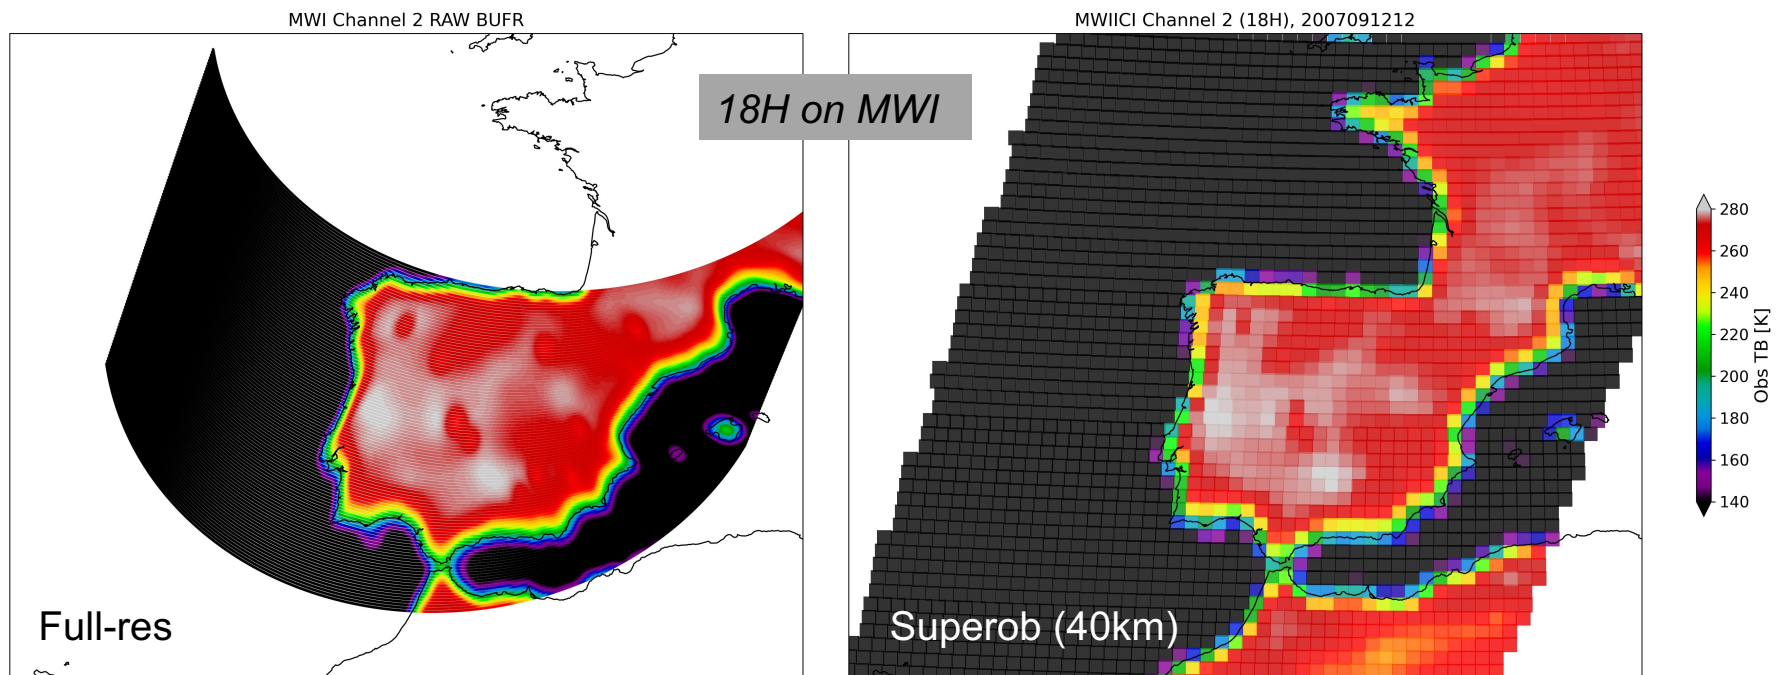 MWI Channel 2 RAW BUFR
MWIICI Channel 2 (18H), 2007091212
18H on MWI
Full-res
Superob (40km)
280
260
240
220
200
180
160
140
Obs TB [K]